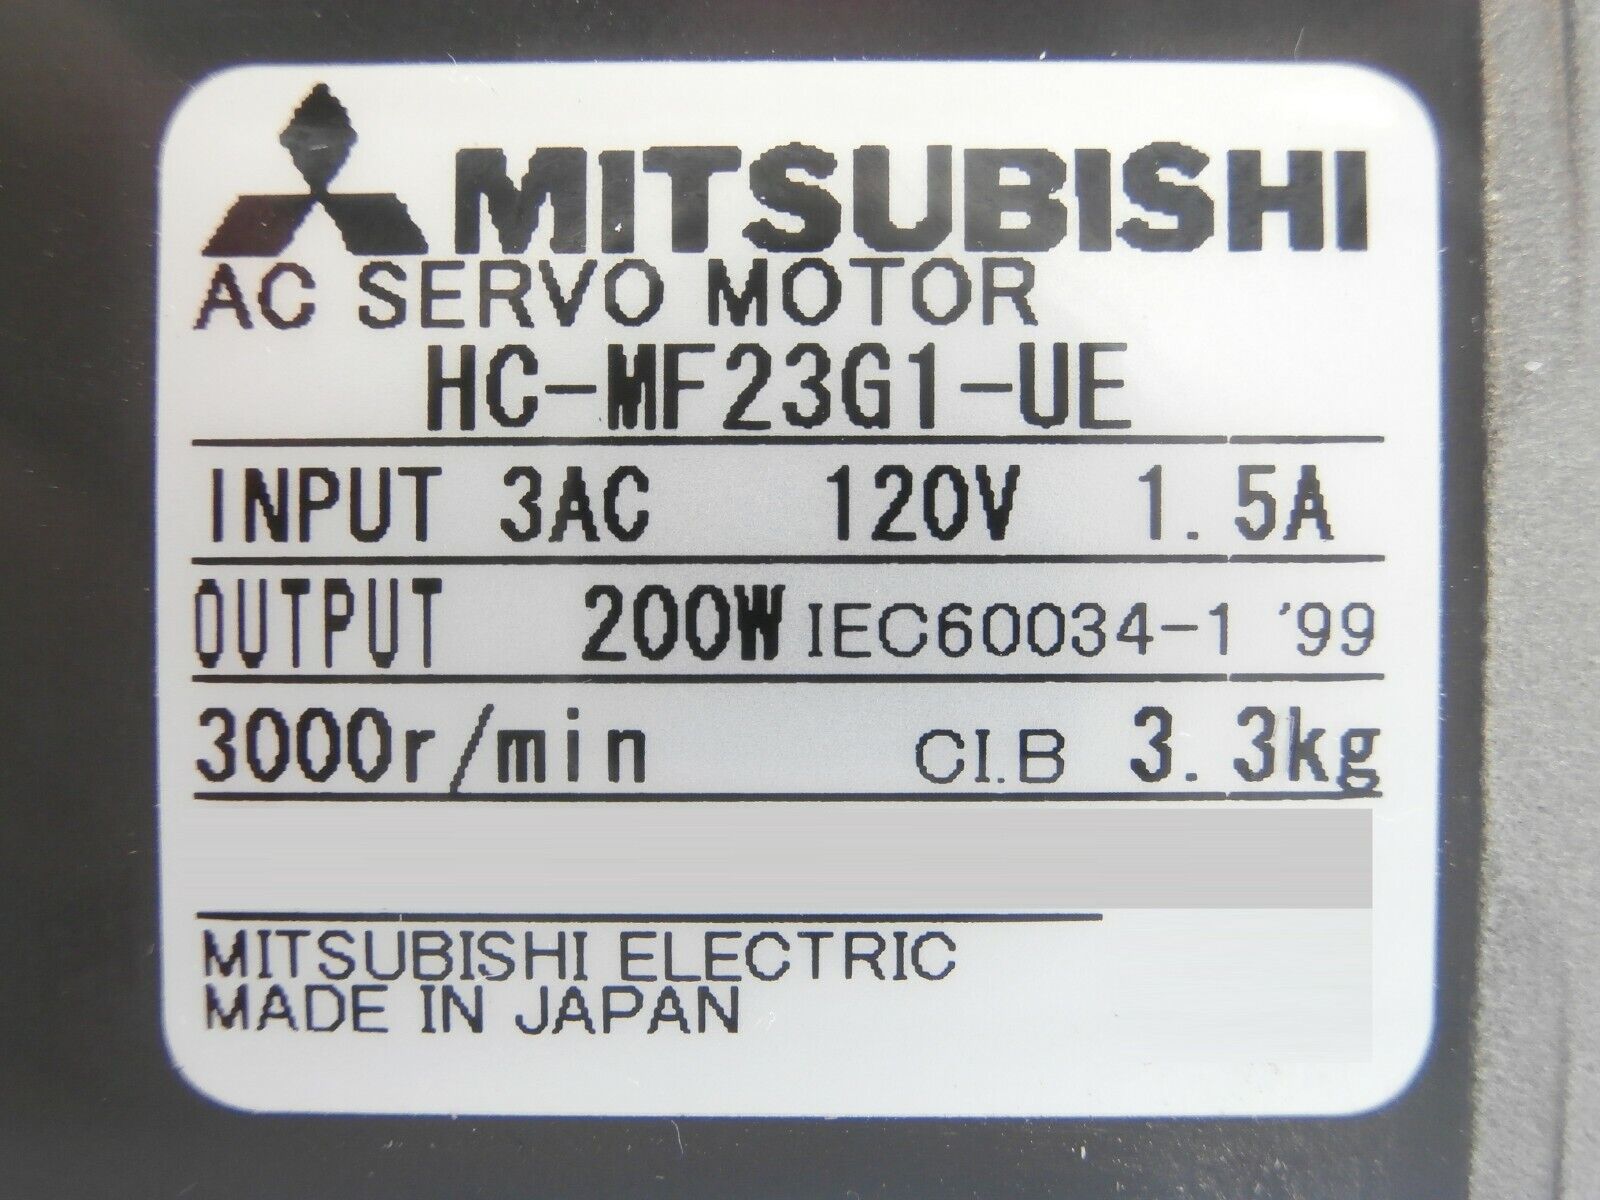 MITSUBISHI
AC SERVO MOTOR
HC-MF23G1-UE
INPUT 3AC 120V 1.5A
OUTPUT 200W IEC60034-1 '99
3000r/min CI.B 3.3kg
MITSUBISHI ELECTRIC
MADE IN JAPAN